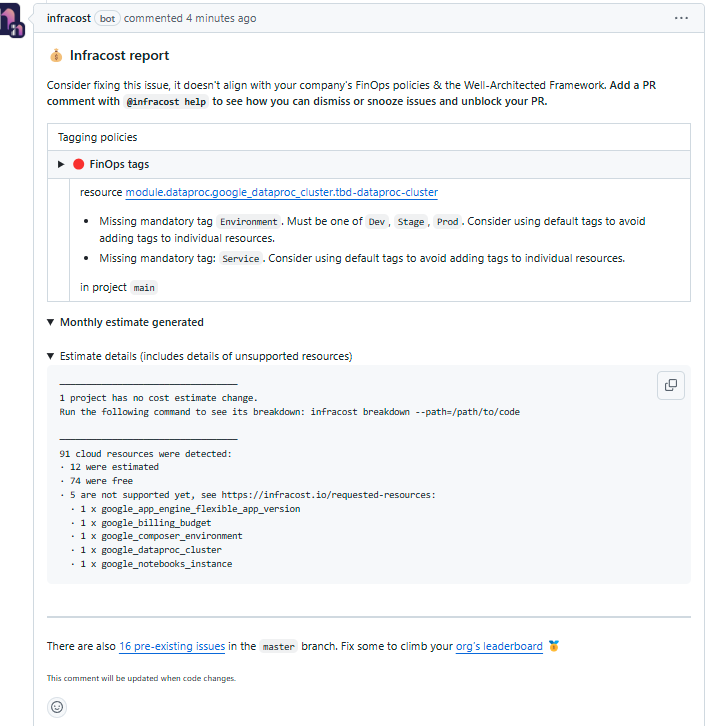 infracost bot commented 4 minutes ago
Infracost report
Consider fixing this issue, it doesn't align with your company's FinOps policies & the Well-Architected Framework. Add a PR
comment with @infracost help to see how you can dismiss or snooze issues and unblock your PR.
Tagging policies
FinOps tags
resource module.dataproc.google_dataproc_cluster.tbd-dataproc-cluster
• Missing mandatory tag Environment. Must be one of Dev, Stage, Prod. Consider using default tags to avoid
adding tags to individual resources.
• Missing mandatory tag: Service. Consider using default tags to avoid adding tags to individual resources.
in project main
Monthly estimate generated
Estimate details (includes details of unsupported resources)
1 project has no cost estimate change.
Run the following command to see its breakdown: infracost breakdown --path=/path/to/code
91 cloud resources were detected:
· 12 were estimated
· 74 were free
· 5 are not supported yet, see https://infracost.io/requested-resources:
· 1 x google_app_engine_flexible_app_version
· 1 x google_billing_budget
· 1 x google_composer_environment
· 1 x google_dataproc_cluster
· 1 x google_notebooks_instance
There are also 16 pre-existing issues in the master branch. Fix some to climb your org's leaderboard
This comment will be updated when code changes.